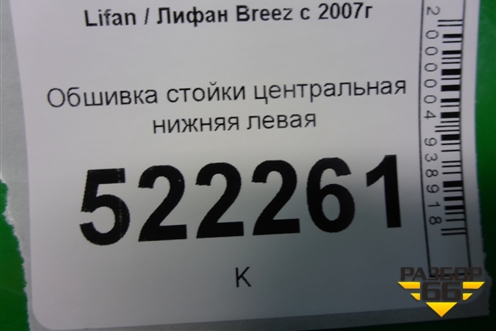 Lifan / Лифан Breez с 2007г
Обшивка стойки центральная
нижняя левая
522261
К
2000004938918
РАЗБОР
66